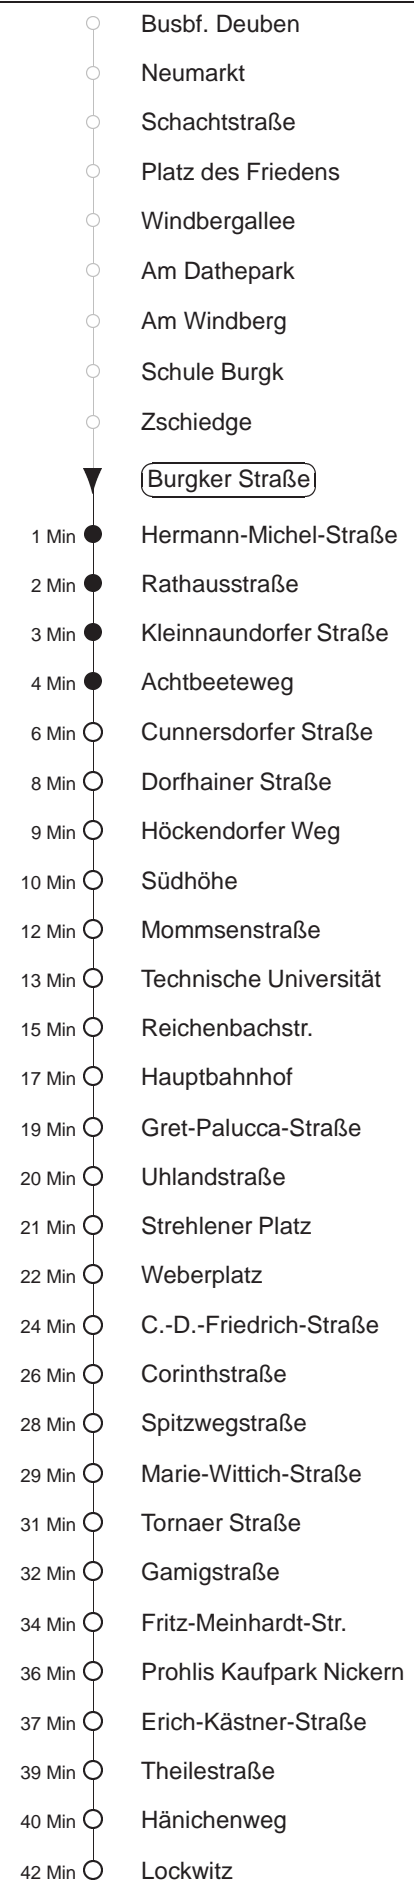 Busbf. Deuben
Neumarkt
Schachtstraße
Platz des Friedens
Windbergallee
Am Dathepark
Am Windberg
Schule Burgk
Zschiedge
Burgker Straße
1 Min Hermann-Michel-Straße
2 Min Rathausstraße
3 Min Kleinnaundorfer Straße
4 Min Achtbeeteweg
6 Min Cunnersdorfer Straße
8 Min Dorfhainer Straße
9 Min Höckendorfer Weg
10 Min Südhöhe
12 Min Mommsenstraße
13 Min Technische Universität
15 Min Reichenbachstr.
17 Min Hauptbahnhof
19 Min Gret-Palucca-Straße
20 Min Uhlandstraße
21 Min Strehlener Platz
22 Min Weberplatz
24 Min C.-D.-Friedrich-Straße
26 Min Corinthstraße
28 Min Spitzwegstraße
29 Min Marie-Wittich-Straße
31 Min Tornaer Straße
32 Min Gamigstraße
34 Min Fritz-Meinhardt-Str.
36 Min Prohlis Kaufpark Nickern
37 Min Erich-Kästner-Straße
39 Min Theilestraße
40 Min Hänichenweg
42 Min Lockwitz